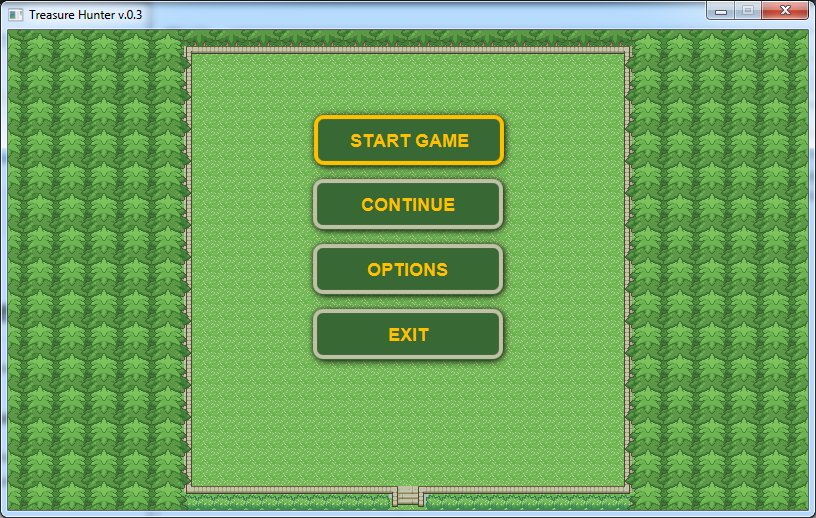 Treasure Hunter v.0.3
START GAME
CONTINUE
OPTIONS
EXIT